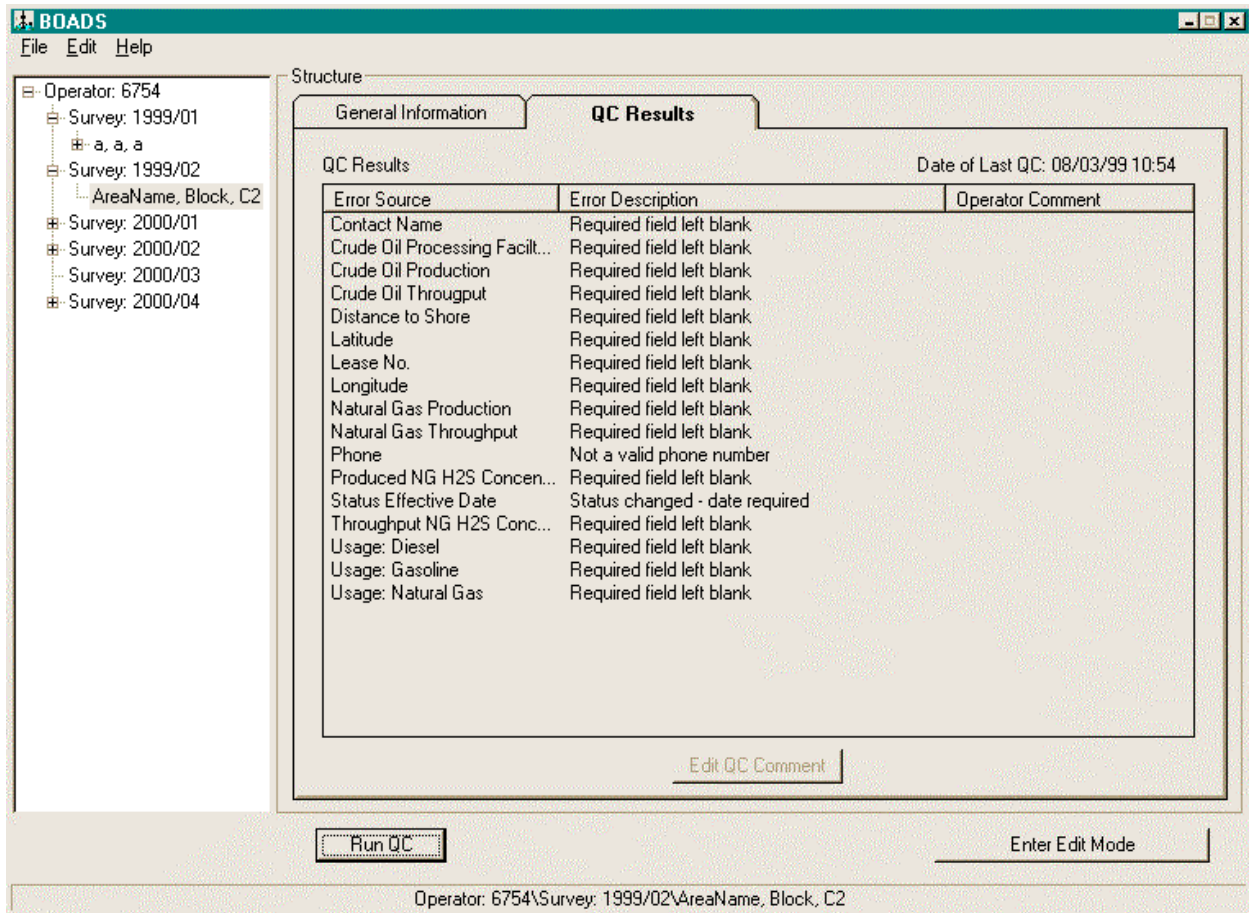 BOADS
File Edit Help
Operator: 6754
Survey: 1999/01
a, a, a
Survey: 1999/02
AreaName, Block, C2
Survey: 2000/01
Survey: 2000/02
Survey: 2000/03
Survey: 2000/04
Structure
General Information QC Results
QC Results Date of Last QC: 08/03/99 10:54
Error Source Error Description Operator Comment
Contact Name Required field left blank
Crude Oil Processing Facilt... Required field left blank
Crude Oil Production Required field left blank
Crude Oil Througput Required field left blank
Distance to Shore Required field left blank
Latitude Required field left blank
Lease No. Required field left blank
Longitude Required field left blank
Natural Gas Production Required field left blank
Natural Gas Throughput Required field left blank
Phone Not a valid phone number
Produced NG H2S Concen... Required field left blank
Status Effective Date Status changed - date required
Throughput NG H2S Conc... Required field left blank
Usage: Diesel Required field left blank
Usage: Gasoline Required field left blank
Usage: Natural Gas Required field left blank
Edit QC Comment
Run QC Enter Edit Mode
Operator: 6754\Survey: 1999/02\AreaName, Block, C2